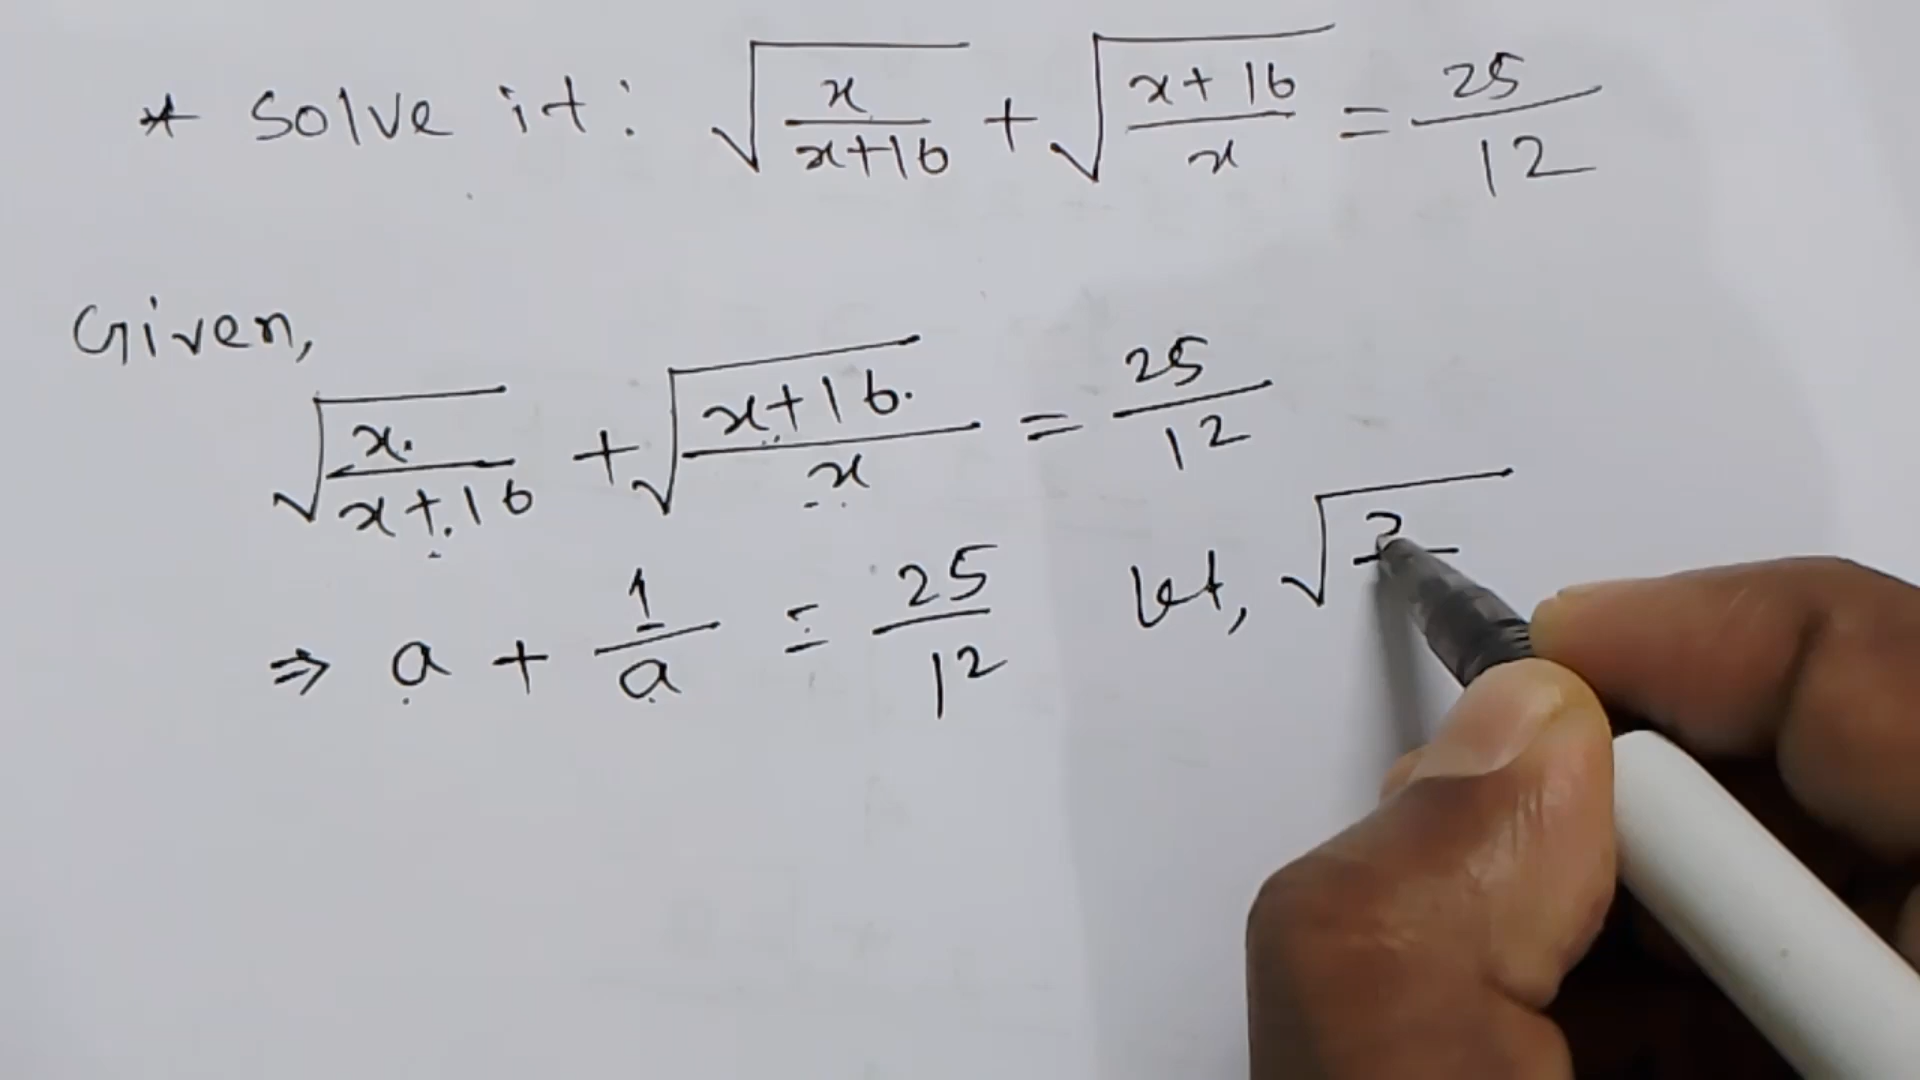 * Solve it: √(x/(x+16)) + √((x+16)/x) = 25/12
Given,
√(x/(x+16)) + √((x+16)/x) = 25/12
⇒ a + 1/a = 25/12
let, √